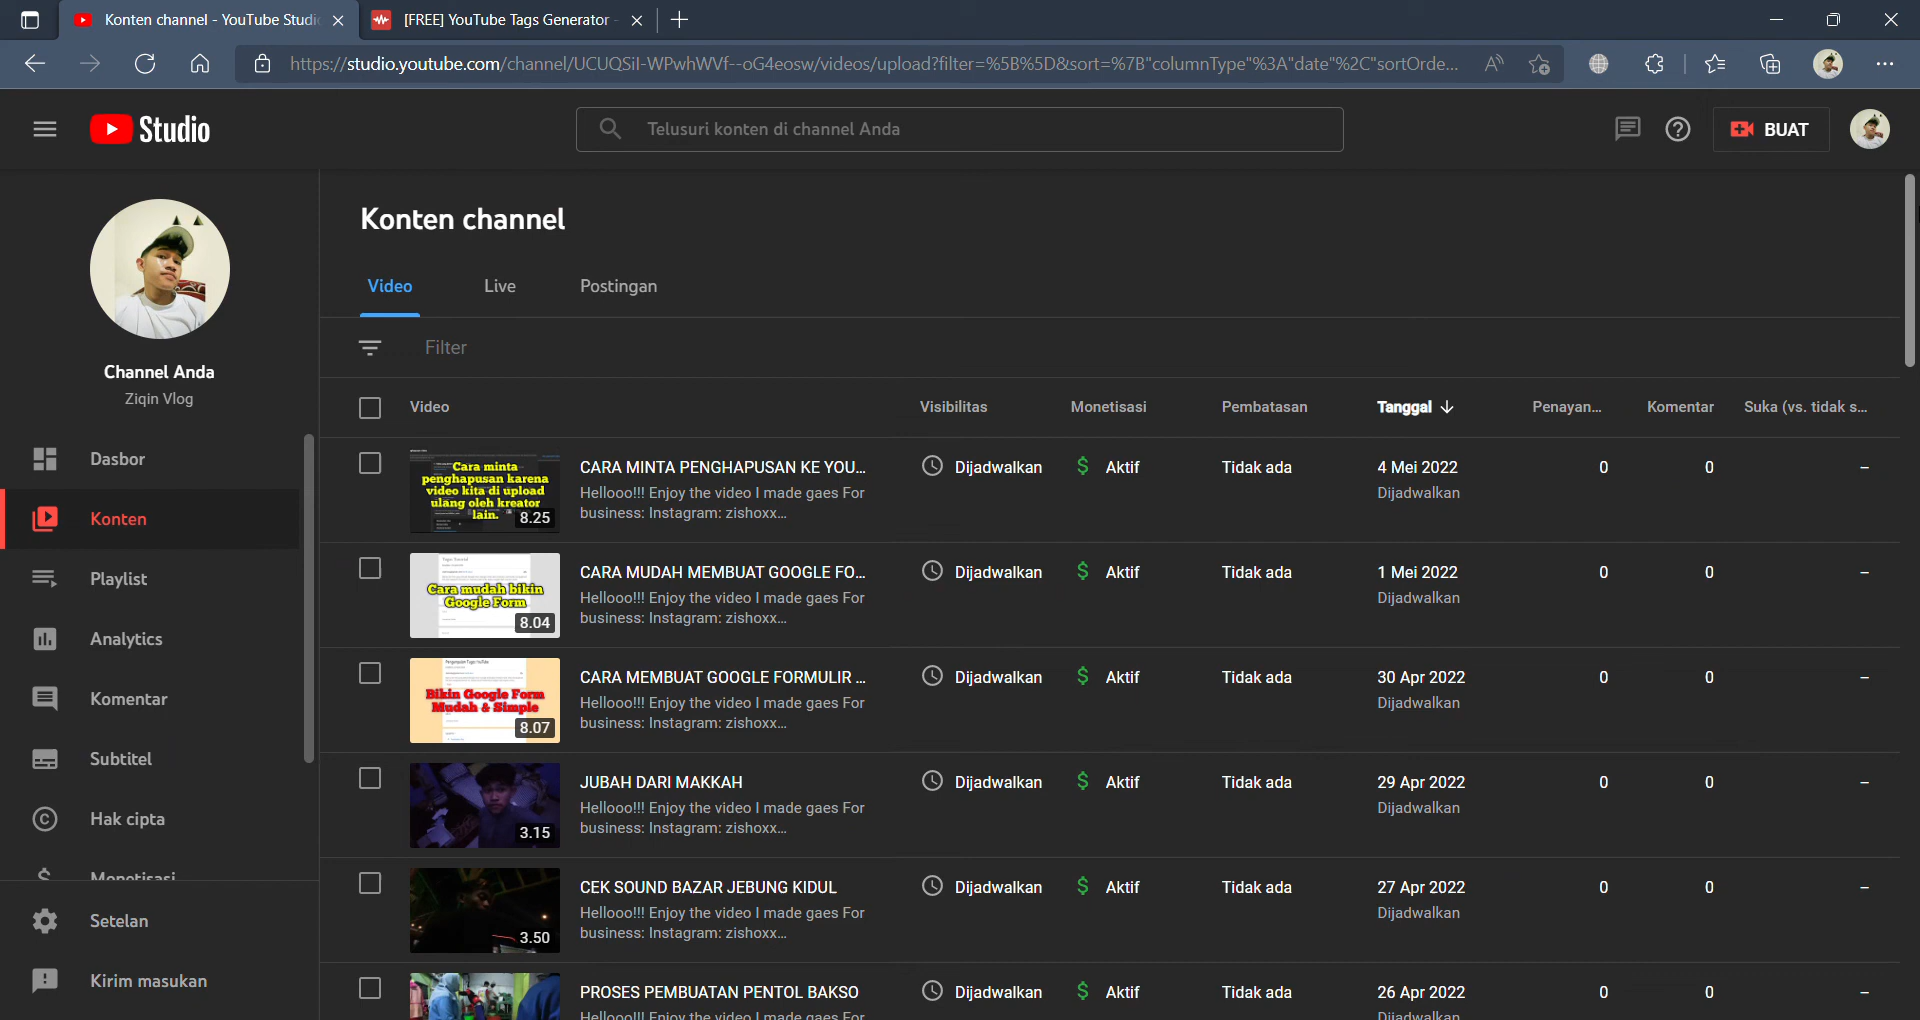 Konten channel - YouTube Studi
[FREE] YouTube Tags Generator -
https://studio.youtube.com/channel/UCUQSiI-WPwhWVf--oG4eosw/videos/upload?filter=%5B%5D&sort=%7B"columnType"%3A"date"%2C"sortOrde...
Studio
Telusuri konten di channel Anda
BUAT
Channel Anda
Ziqin Vlog
Dasbor
Konten
Playlist
Analytics
Komentar
Subtitel
Hak cipta
Monetisasi
Setelan
Kirim masukan
Konten channel
Video Live Postingan
Filter
Video Visibilitas Monetisasi Pembatasan Tanggal Penayan... Komentar Suka (vs. tidak s...
Cara minta
penghapusan karena
video kita di upload
ulang oleh kreator
lain.
8.25
CARA MINTA PENGHAPUSAN KE YOU... Dijadwalkan $ Aktif Tidak ada 4 Mei 2022 0 0 –
Hellooo!!! Enjoy the video I made gaes For Dijadwalkan
business: Instagram: zishoxx...
Cara mudah bikin
Google Form
8.04
CARA MUDAH MEMBUAT GOOGLE FO... Dijadwalkan $ Aktif Tidak ada 1 Mei 2022 0 0 –
Hellooo!!! Enjoy the video I made gaes For Dijadwalkan
business: Instagram: zishoxx...
Bikin Google Form
Mudah & Simple
8.07
CARA MEMBUAT GOOGLE FORMULIR ... Dijadwalkan $ Aktif Tidak ada 30 Apr 2022 0 0 –
Hellooo!!! Enjoy the video I made gaes For Dijadwalkan
business: Instagram: zishoxx...
3.15
JUBAH DARI MAKKAH Dijadwalkan $ Aktif Tidak ada 29 Apr 2022 0 0 –
Hellooo!!! Enjoy the video I made gaes For Dijadwalkan
business: Instagram: zishoxx...
3.50
CEK SOUND BAZAR JEBUNG KIDUL Dijadwalkan $ Aktif Tidak ada 27 Apr 2022 0 0 –
Hellooo!!! Enjoy the video I made gaes For Dijadwalkan
business: Instagram: zishoxx...
PROSES PEMBUATAN PENTOL BAKSO Dijadwalkan $ Aktif Tidak ada 26 Apr 2022 0 0 –
Hellooo!!! Enjoy the video I made gaes For Dijadwalkan